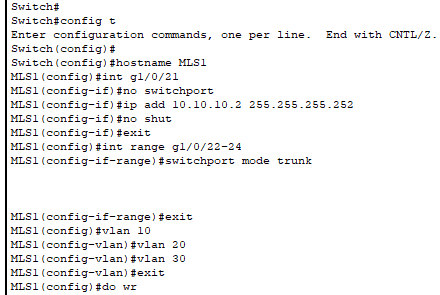 Switch#
Switch#config t
Enter configuration commands, one per line.  End with CNTL/Z.
Switch(config)#
Switch(config)#hostname MLS1
MLS1(config)#int g1/0/21
MLS1(config-if)#no switchport
MLS1(config-if)#ip add 10.10.10.2 255.255.255.252
MLS1(config-if)#no shut
MLS1(config-if)#exit
MLS1(config)#int range g1/0/22-24
MLS1(config-if-range)#switchport mode trunk
MLS1(config-if-range)#exit
MLS1(config)#vlan 10
MLS1(config-vlan)#vlan 20
MLS1(config-vlan)#vlan 30
MLS1(config-vlan)#exit
MLS1(config)#do wr